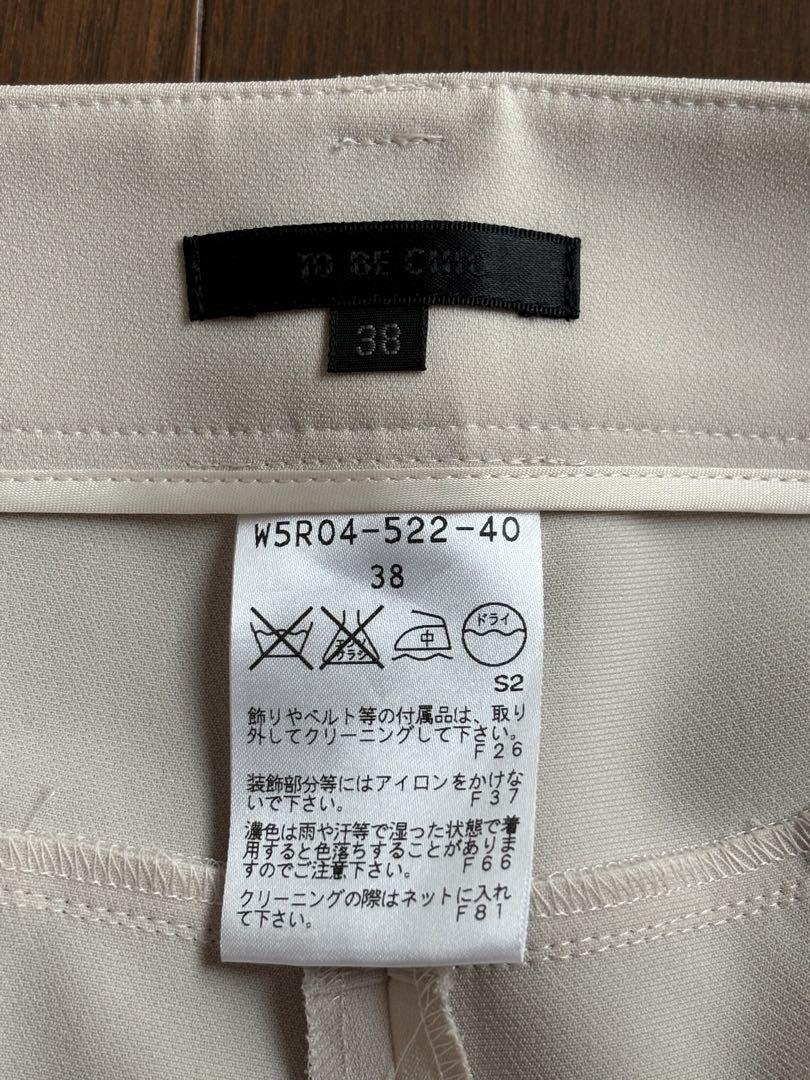 TO BE CHIC
38
W5R04-522-40
38
エンソ
サラシ
中
ドライ
S2
飾りやベルト等の付属品は、取り
外してクリーニングして下さい。
F26
装飾部分等にはアイロンをかけな
いで下さい。 F37
濃色は雨や汗等で湿った状態で着
用すると色落ちすることがありま
すのでご注意下さい。 F66
クリーニングの際はネットに入れ
て下さい。 F81